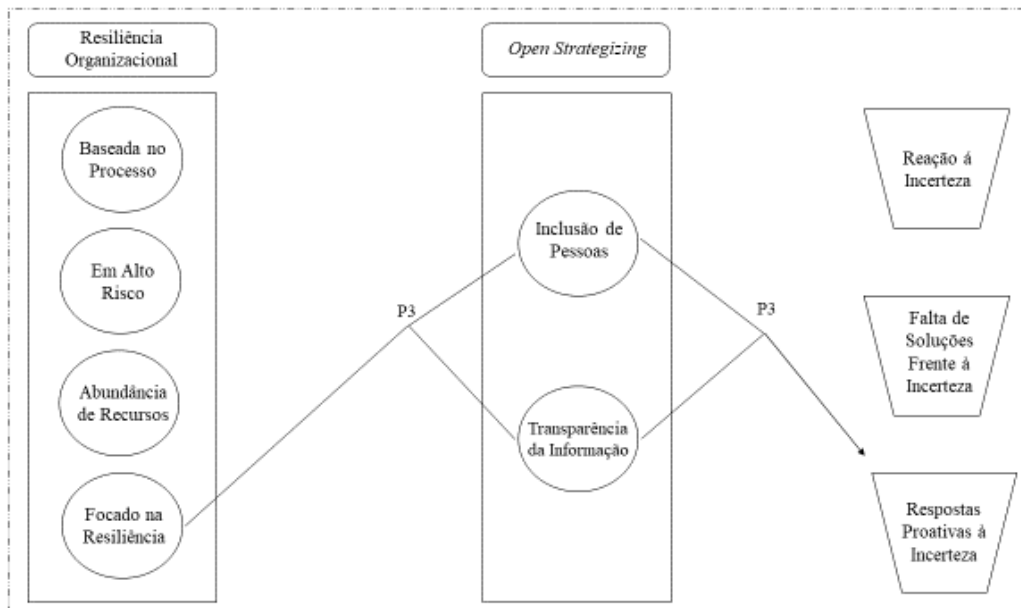 Resiliência
Organizacional
Open Strategizing
Baseada no
Processo
Em Alto
Risco
Abundância
de Recursos
Focado na
Resiliência
P3
Inclusão de
Pessoas
Transparência
da Informação
P3
Reação á
Incerteza
Falta de
Soluções
Frente à
Incerteza
Respostas
Proativas à
Incerteza